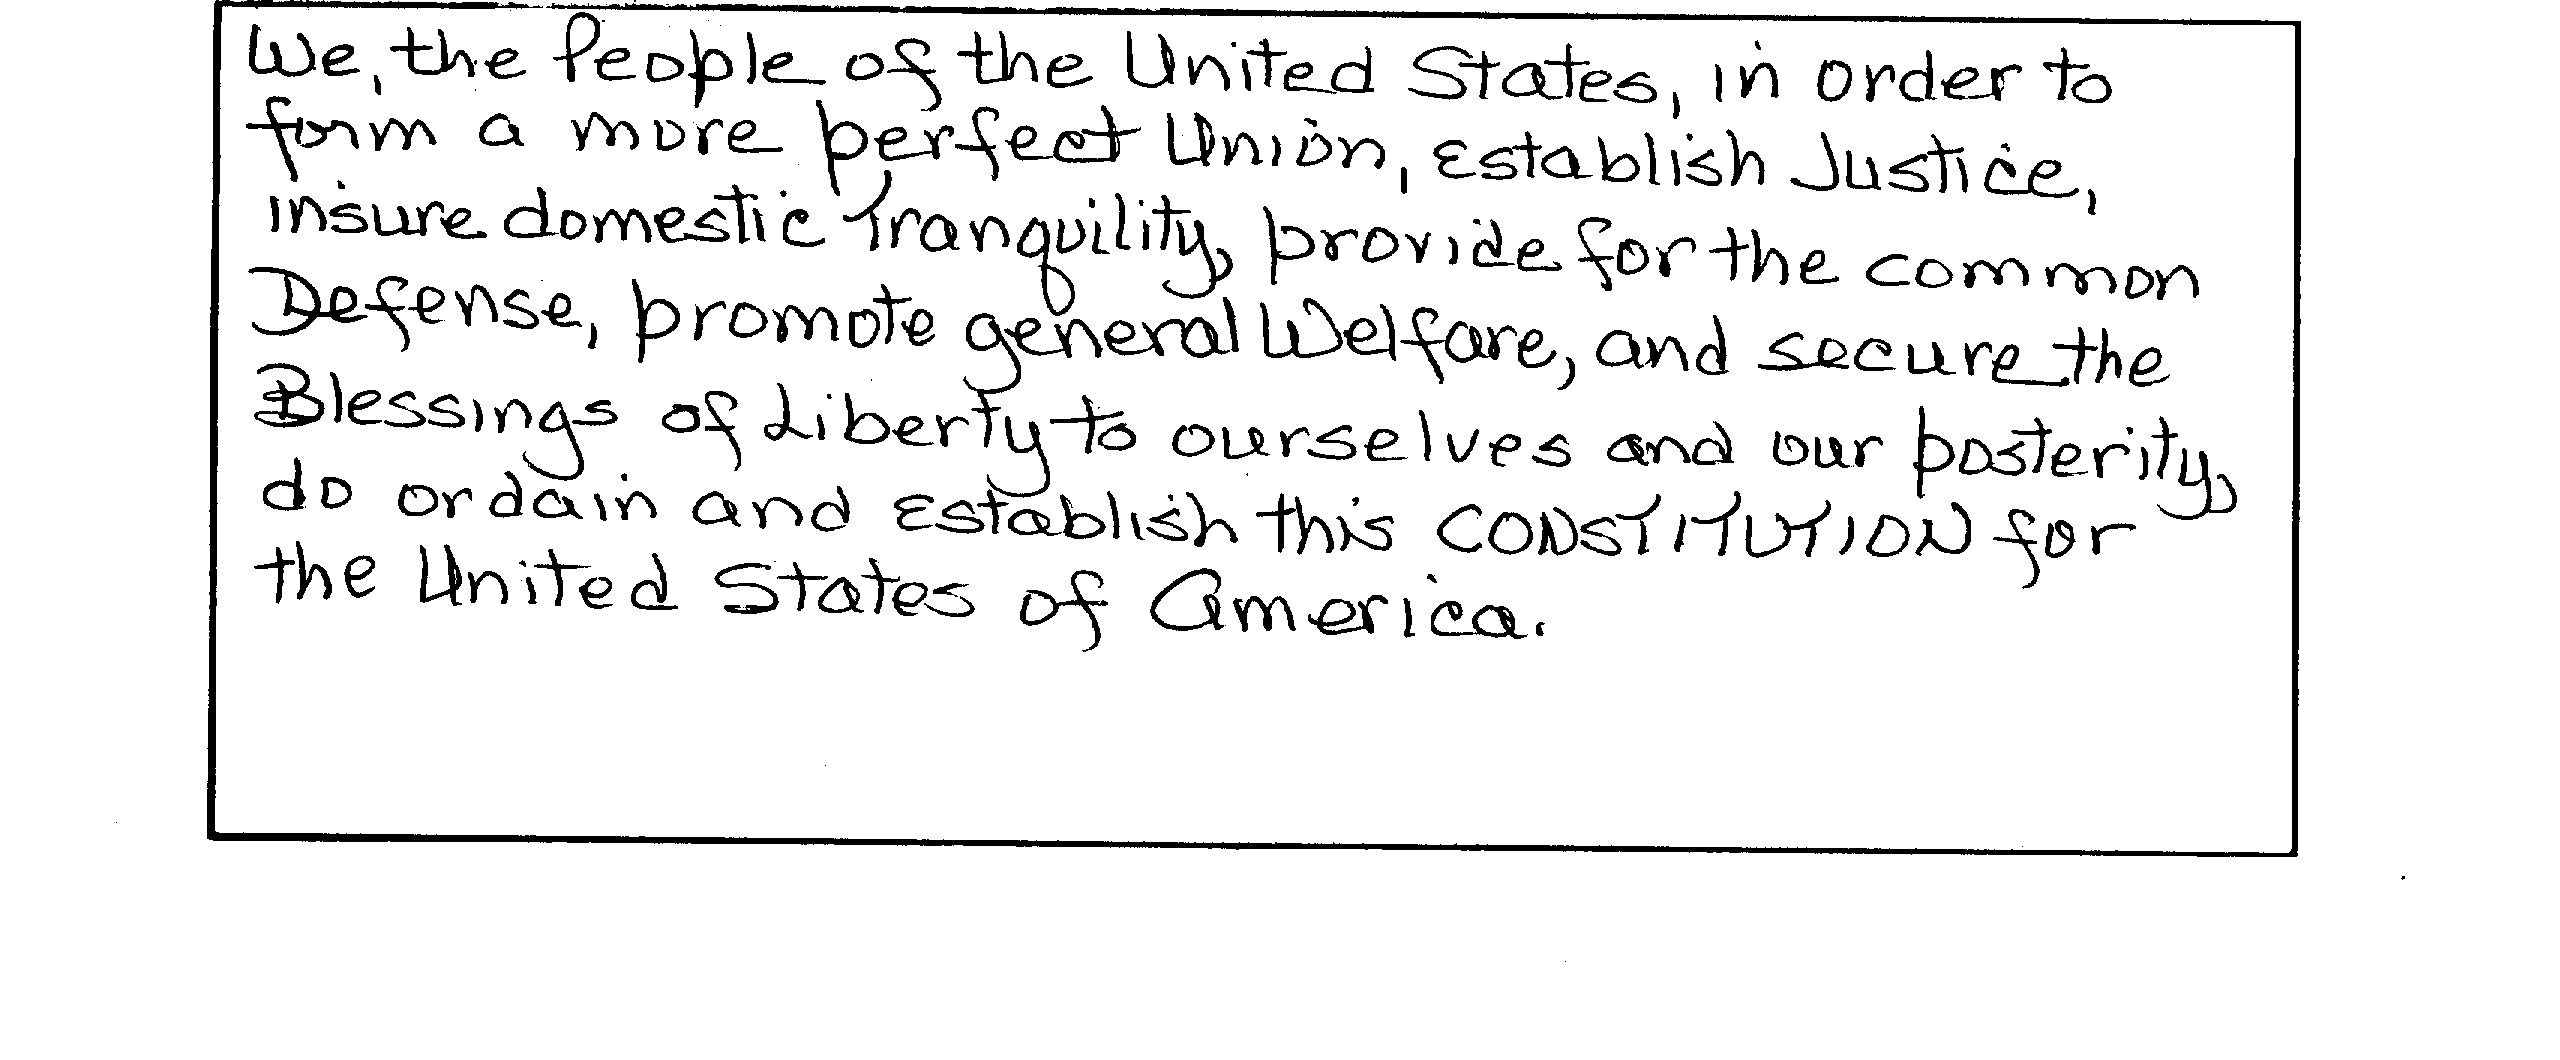 We, the People of the United States, in order to
form a more perfect Union, Establish Justice,
insure domestic Tranquility, provide for the common
Defense, promote general Welfare, and secure the
Blessings of Liberty to ourselves and our posterity,
do ordain and Establish this CONSTITUTION for
the United States of America.